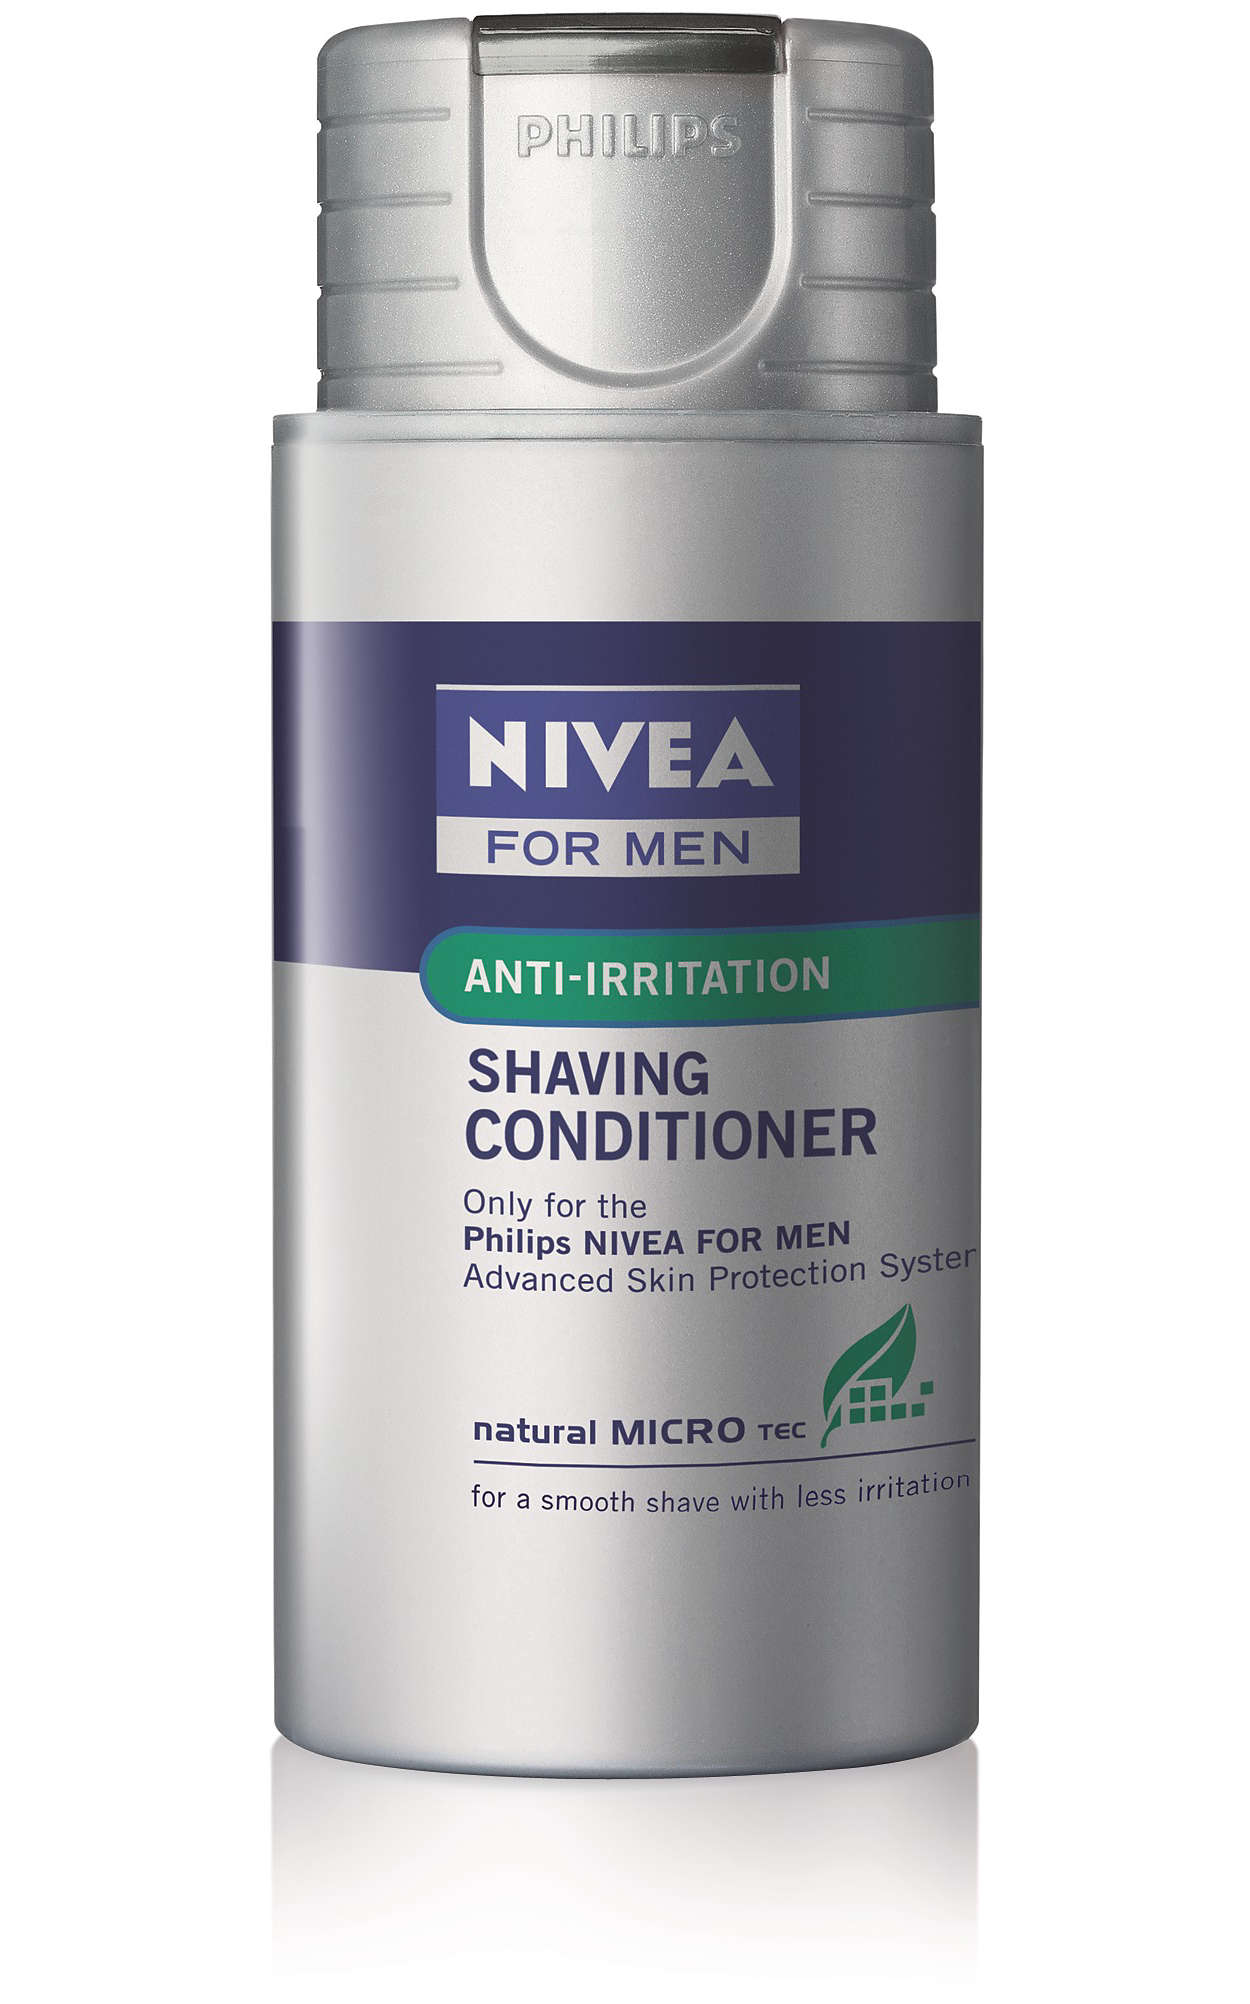 PHILIPS
NIVEA
FOR MEN
ANTI-IRRITATION
SHAVING
CONDITIONER
Only for the
Philips NIVEA FOR MEN
Advanced Skin Protection System
natural MICRO TEC
for a smooth shave with less irritation